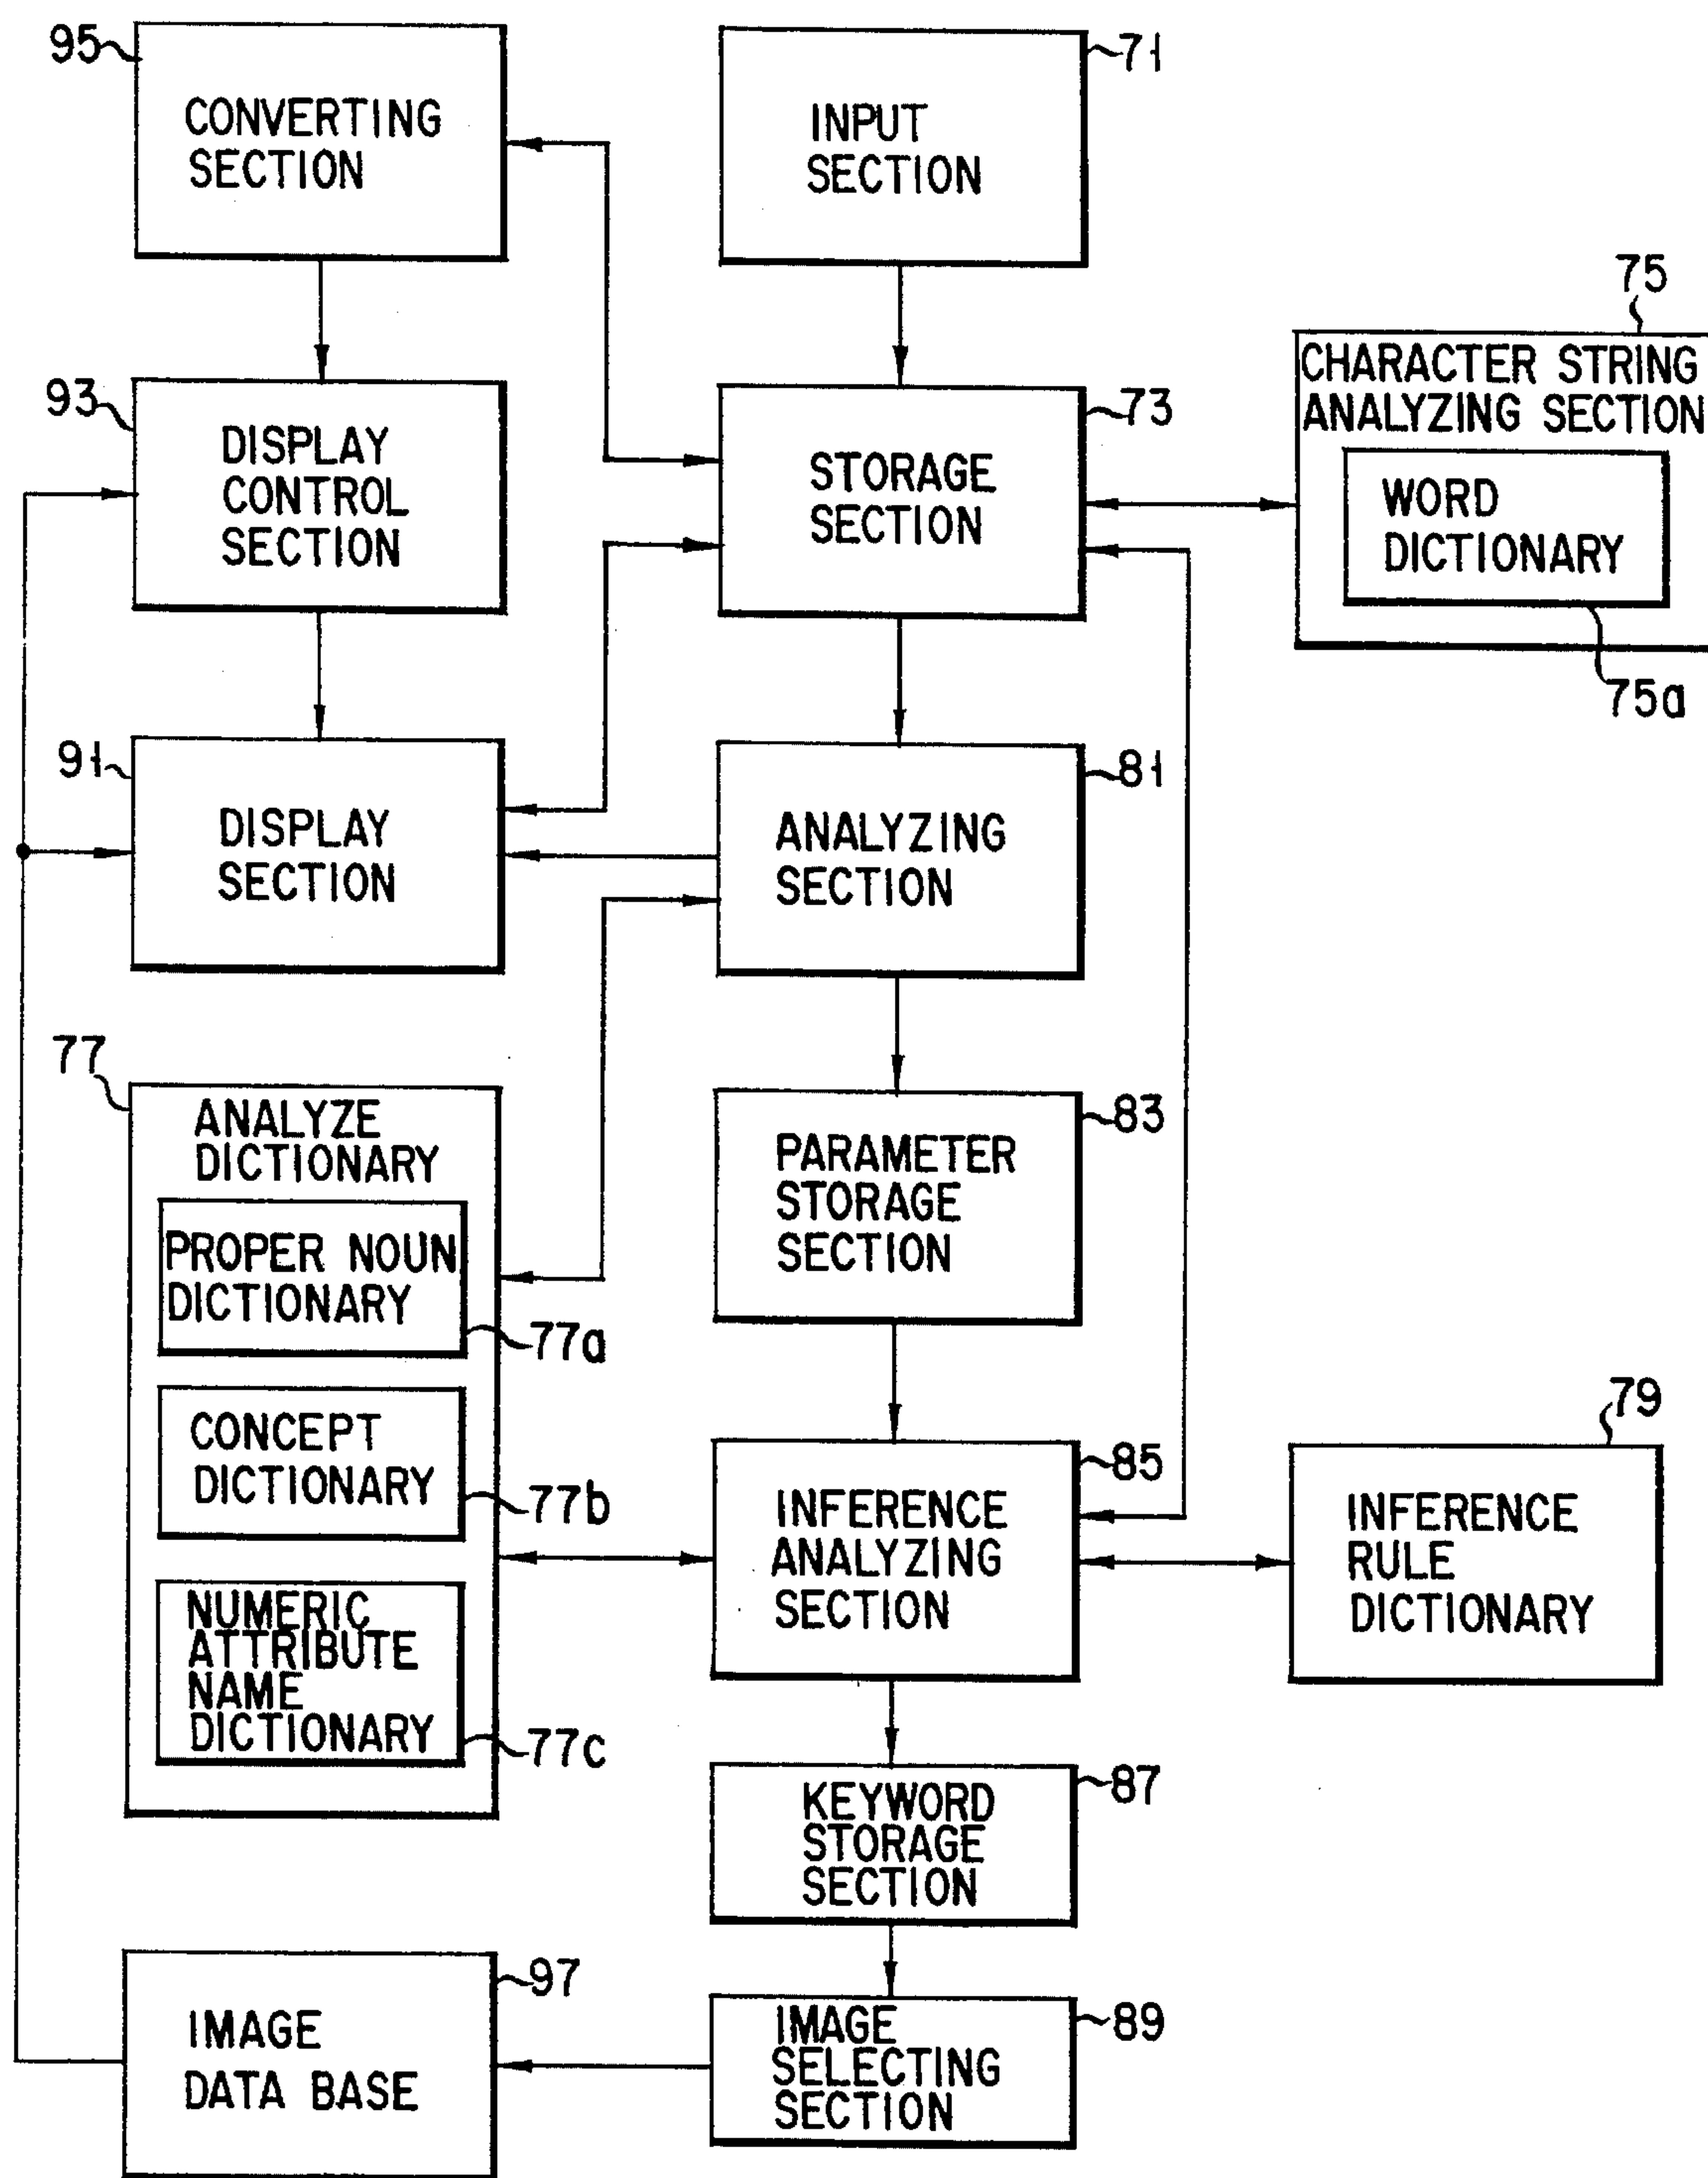 95
CONVERTING
SECTION
71
INPUT
SECTION
75
CHARACTER STRING
ANALYZING SECTION
WORD
DICTIONARY
75a
93
DISPLAY
CONTROL
SECTION
73
STORAGE
SECTION
91
DISPLAY
SECTION
81
ANALYZING
SECTION
77
ANALYZE
DICTIONARY
PROPER NOUN
DICTIONARY
77a
CONCEPT
DICTIONARY
77b
NUMERIC
ATTRIBUTE
NAME
DICTIONARY
77c
83
PARAMETER
STORAGE
SECTION
85
INFERENCE
ANALYZING
SECTION
79
INFERENCE
RULE
DICTIONARY
87
KEYWORD
STORAGE
SECTION
97
IMAGE
DATA BASE
89
IMAGE
SELECTING
SECTION